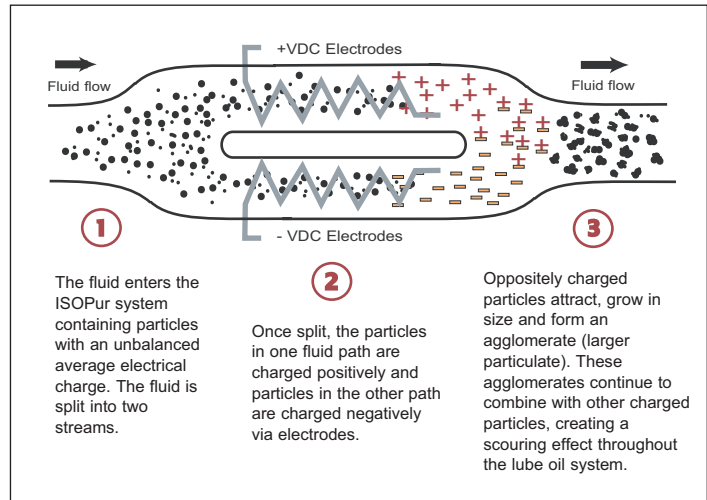 +VDC Electrodes
Fluid flow
Fluid flow
- VDC Electrodes
1
The fluid enters the
ISOPur system
containing particles
with an unbalanced
average electrical
charge. The fluid is
split into two
streams.
2
Once split, the particles
in one fluid path are
charged positively and
particles in the other path
are charged negatively
via electrodes.
3
Oppositely charged
particles attract, grow in
size and form an
agglomerate (larger
particulate). These
agglomerates continue to
combine with other charged
particles, creating a
scouring effect throughout
the lube oil system.